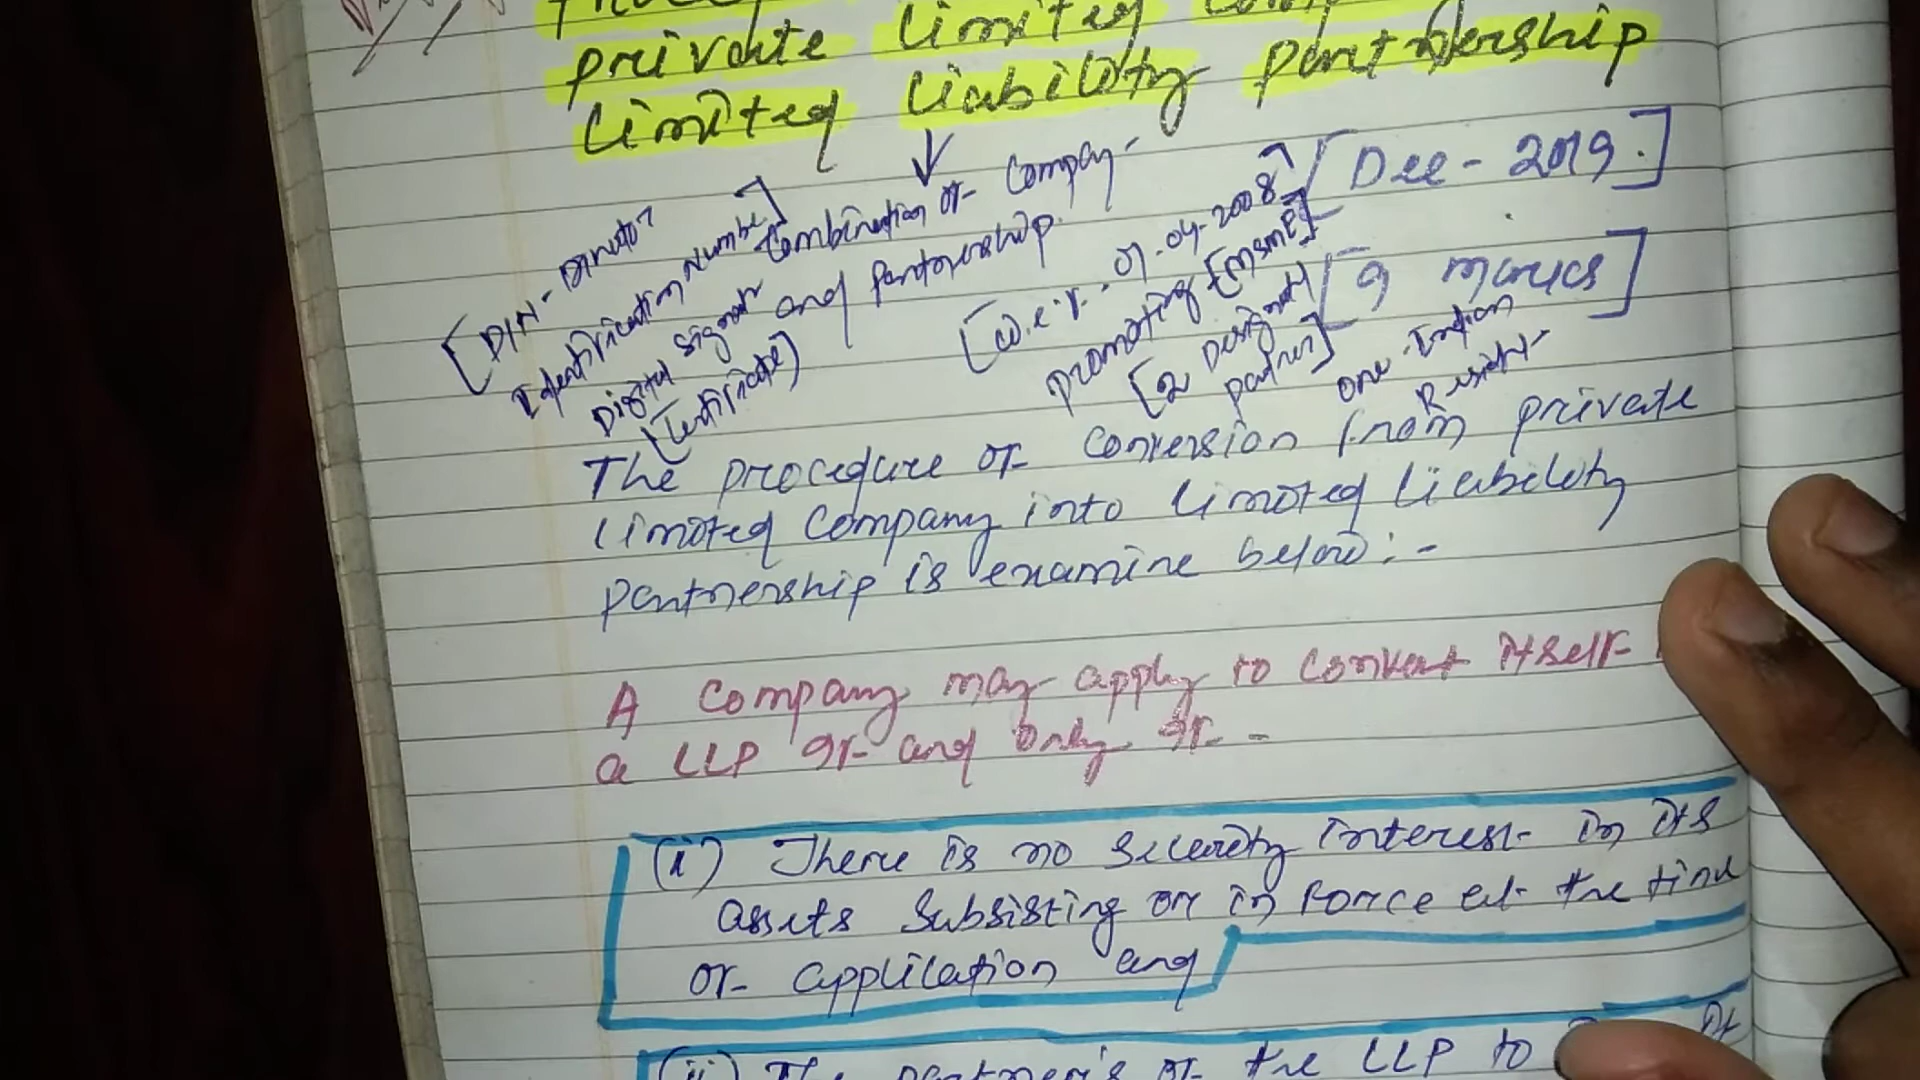 private limited
limited liability partnership
Combination of Company
and partnership.
[DIN - Director
Identification Number]
Digital Signatur
(Certificate)
[w.e.f. - 01-04-2008]
promoting [MSME]
[2 Designated
partner]
one Indian
Resident
[Dec - 2019.]
[9 marks]
The procedure of conversion from private
limited company into limited liability
partnership is examine below:-
A company may apply to convert itself
a LLP if and only if -
(i) There is no security interest in its
assets subsisting or in force at the time
of application and
(ii) The partner's of the LLP to it